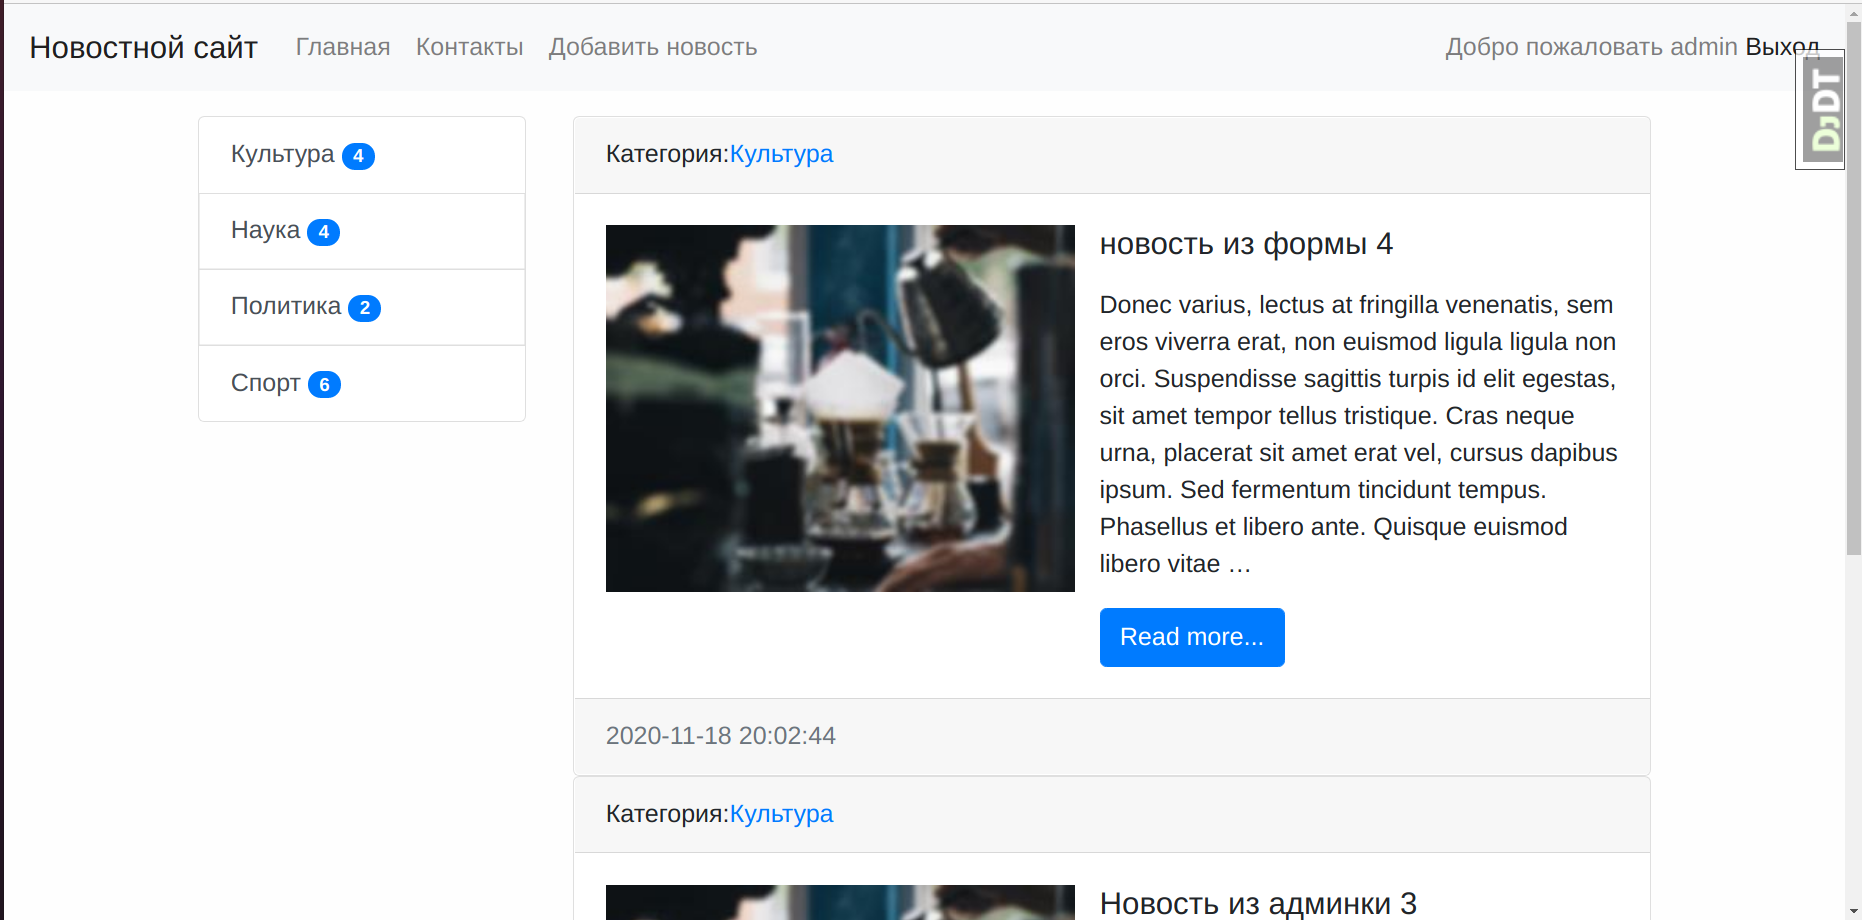 Новостной сайт Главная Контакты Добавить новость Добро пожаловать admin Выход
DJDT
Культура 4
Наука 4
Политика 2
Спорт 6
Категория:Культура
новость из формы 4
Donec varius, lectus at fringilla venenatis, sem
eros viverra erat, non euismod ligula ligula non
orci. Suspendisse sagittis turpis id elit egestas,
sit amet tempor tellus tristique. Cras neque
urna, placerat sit amet erat vel, cursus dapibus
ipsum. Sed fermentum tincidunt tempus.
Phasellus et libero ante. Quisque euismod
libero vitae …
Read more...
2020-11-18 20:02:44
Категория:Культура
Новость из админки 3